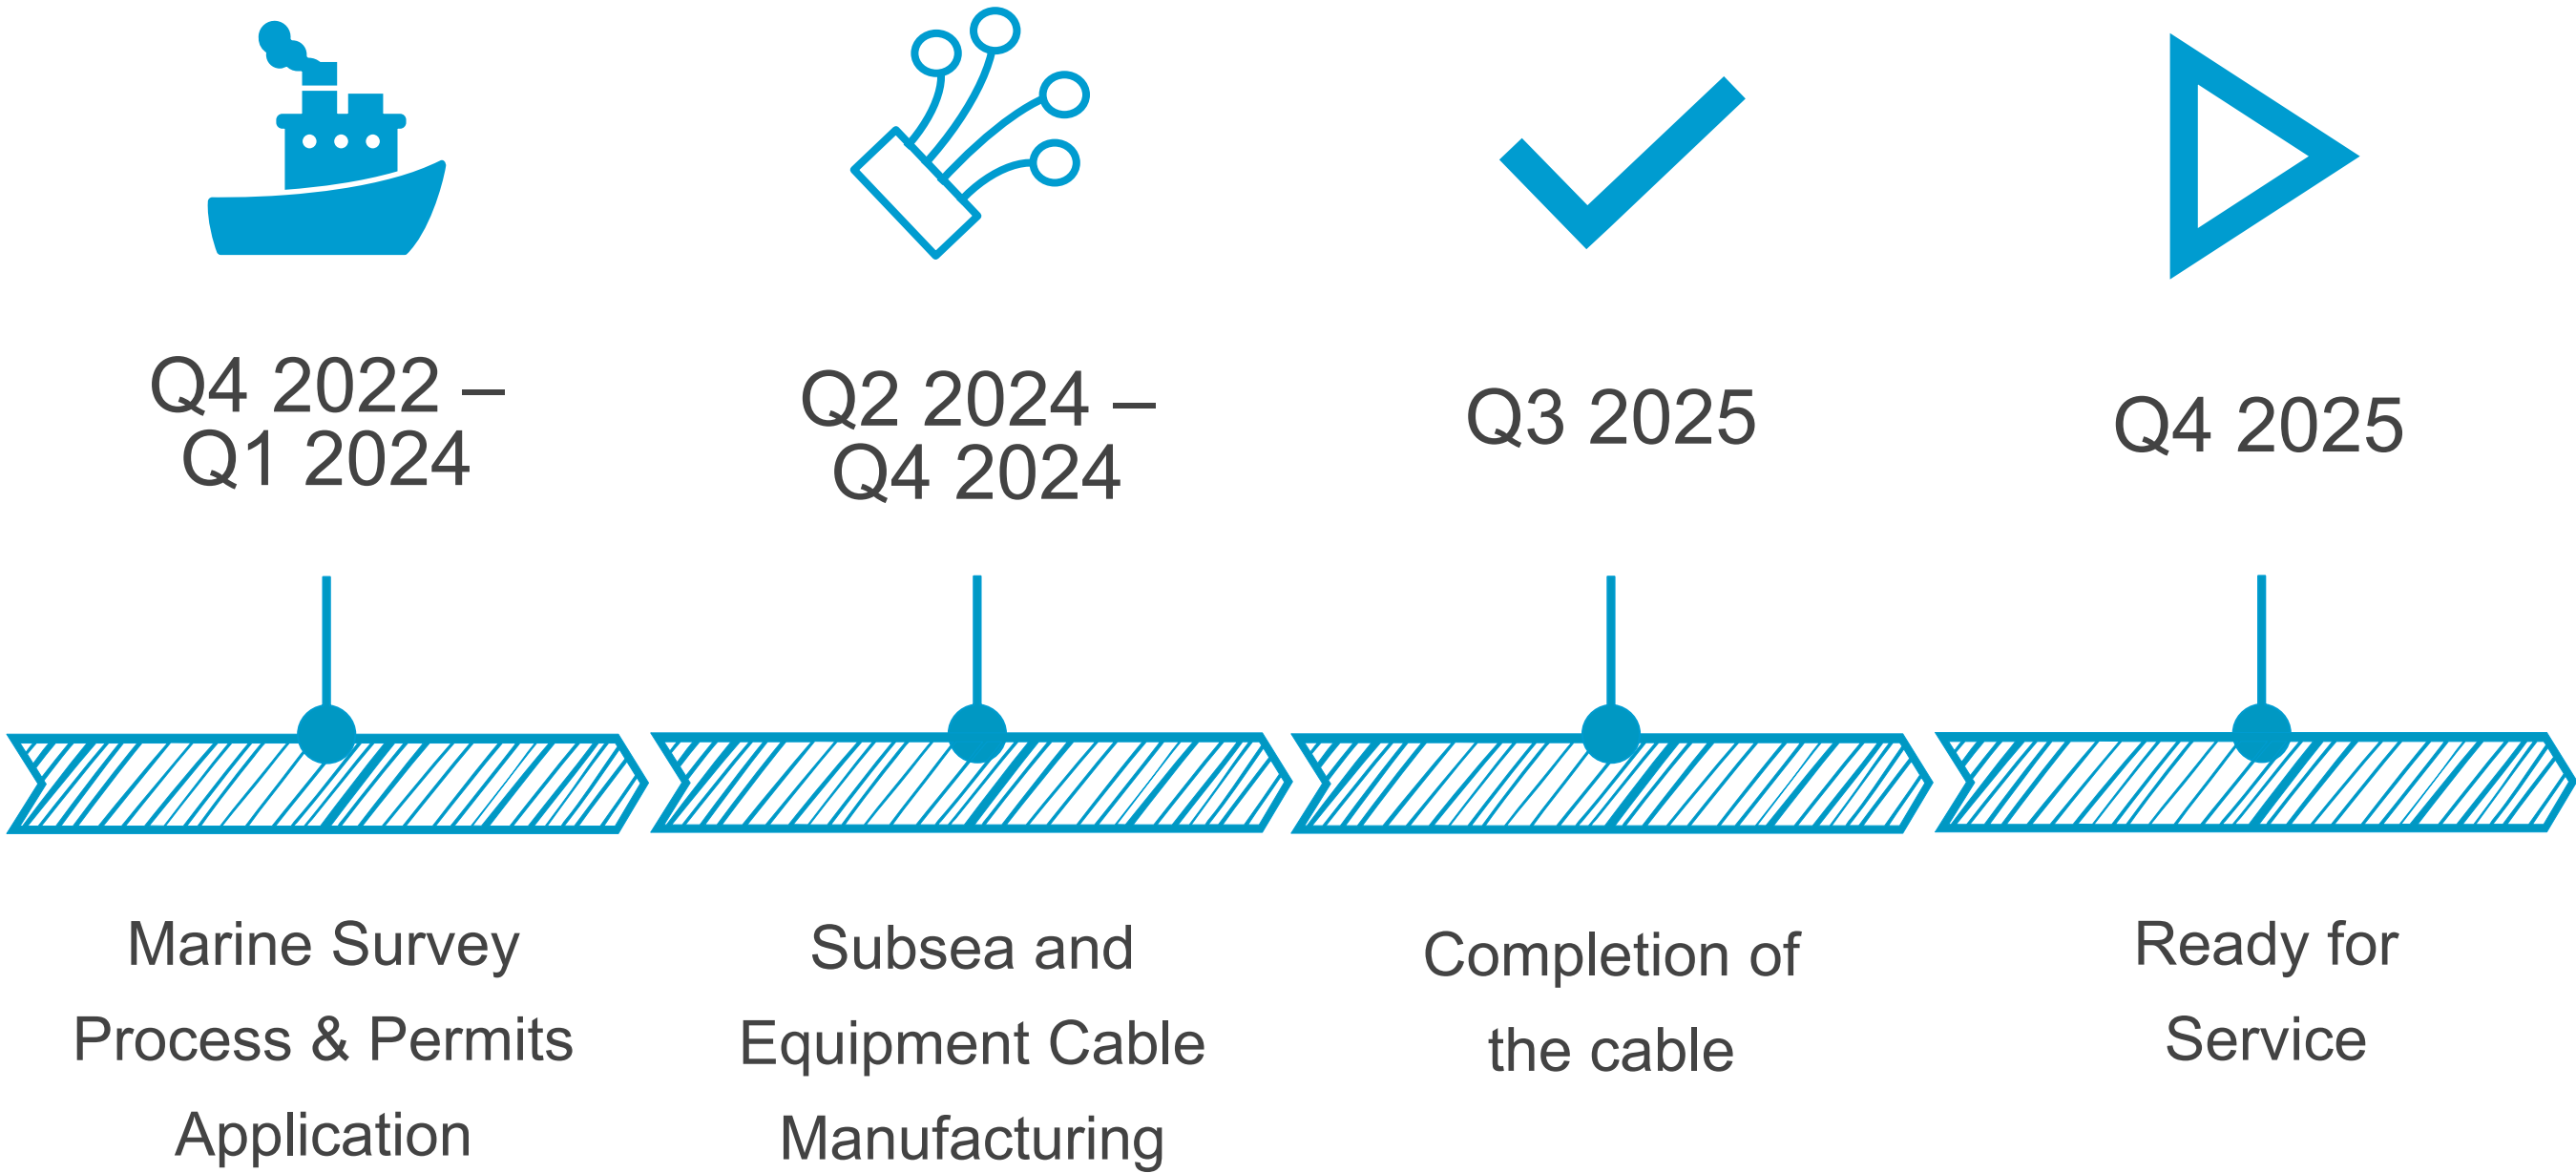 Q4 2022 –
Q1 2024
Q2 2024 –
Q4 2024
Q3 2025
Q4 2025
Marine Survey
Process & Permits
Application
Subsea and
Equipment Cable
Manufacturing
Completion of
the cable
Ready for
Service